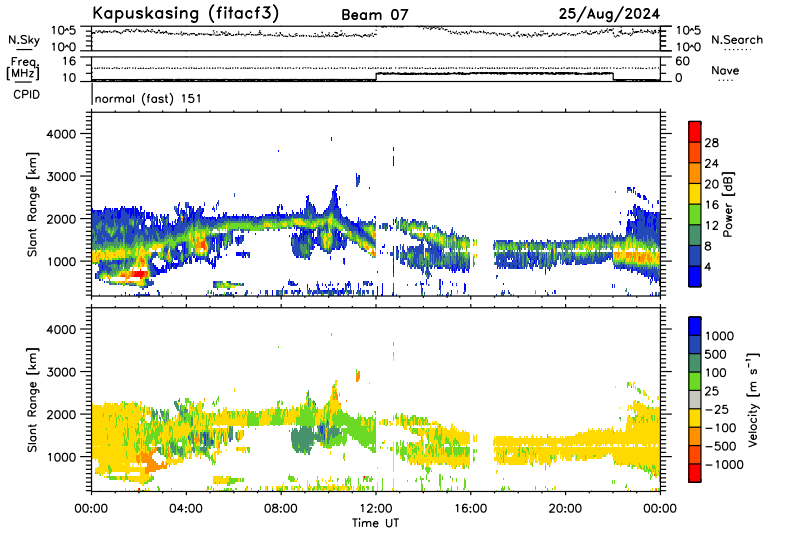 Kapuskasing (fitacf3) Beam 07 25/Aug/2024
N.Sky 10^5 10^0 10^5 10^0 N.Search
Freq. [MHz] 16 10 60 0 Nave
CPID normal (fast) 151
Slant Range [km]
4000
3000
2000
1000
Power [dB]
28
24
20
16
12
8
4
Slant Range [km]
4000
3000
2000
1000
Velocity [m s^-1]
1000
500
100
25
-25
-100
-500
-1000
00:00 04:00 08:00 12:00 16:00 20:00 00:00
Time UT